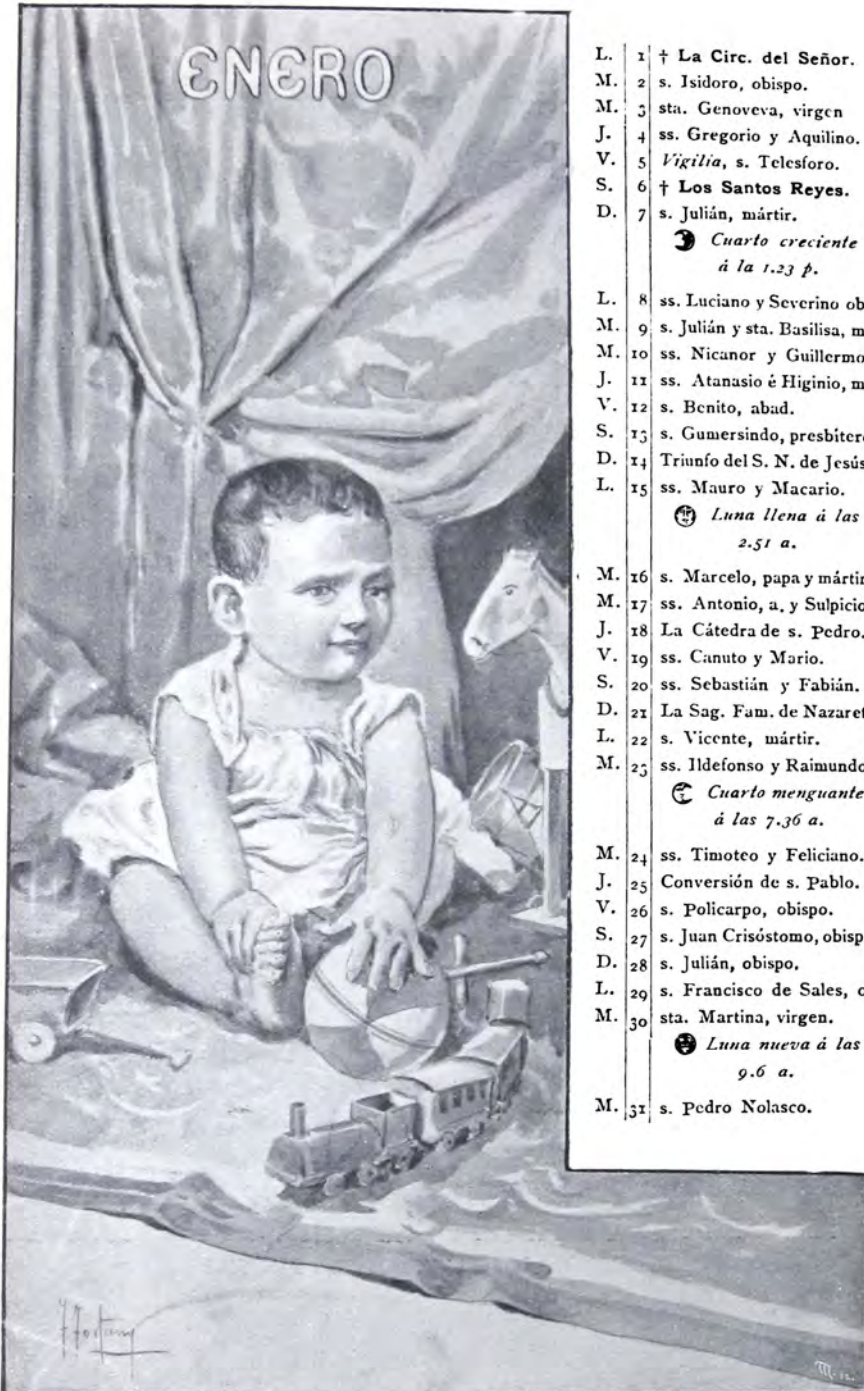 ENERO
L. 1 † La Circ. del Señor.
M. 2 s. Isidoro, obispo.
M. 3 sta. Genoveva, virgen
J. 4 ss. Gregorio y Aquilino.
V. 5 Vigilia, s. Telesforo.
S. 6 † Los Santos Reyes.
D. 7 s. Julián, mártir.
Cuarto creciente
á la 1.23 p.
L. 8 ss. Luciano y Severino ob
M. 9 s. Julián y sta. Basilisa, m
M. 10 ss. Nicanor y Guillermo
J. 11 ss. Atanasio é Higinio, m
V. 12 s. Benito, abad.
S. 13 s. Gumersindo, presbíter
D. 14 Triunfo del S. N. de Jesús
L. 15 ss. Mauro y Macario.
Luna llena á las
2.51 a.
M. 16 s. Marcelo, papa y mártir
M. 17 ss. Antonio, a. y Sulpicio
J. 18 La Cátedra de s. Pedro.
V. 19 ss. Canuto y Mario.
S. 20 ss. Sebastián y Fabián.
D. 21 La Sag. Fam. de Nazaret
L. 22 s. Vicente, mártir.
M. 23 ss. Ildefonso y Raimundo
Cuarto menguante
á las 7.36 a.
M. 24 ss. Timoteo y Feliciano.
J. 25 Conversión de s. Pablo.
V. 26 s. Policarpo, obispo.
S. 27 s. Juan Crisóstomo, obisp
D. 28 s. Julián, obispo.
L. 29 s. Francisco de Sales, o
M. 30 sta. Martina, virgen.
Luna nueva á las
9.6 a.
M. 31 s. Pedro Nolasco.